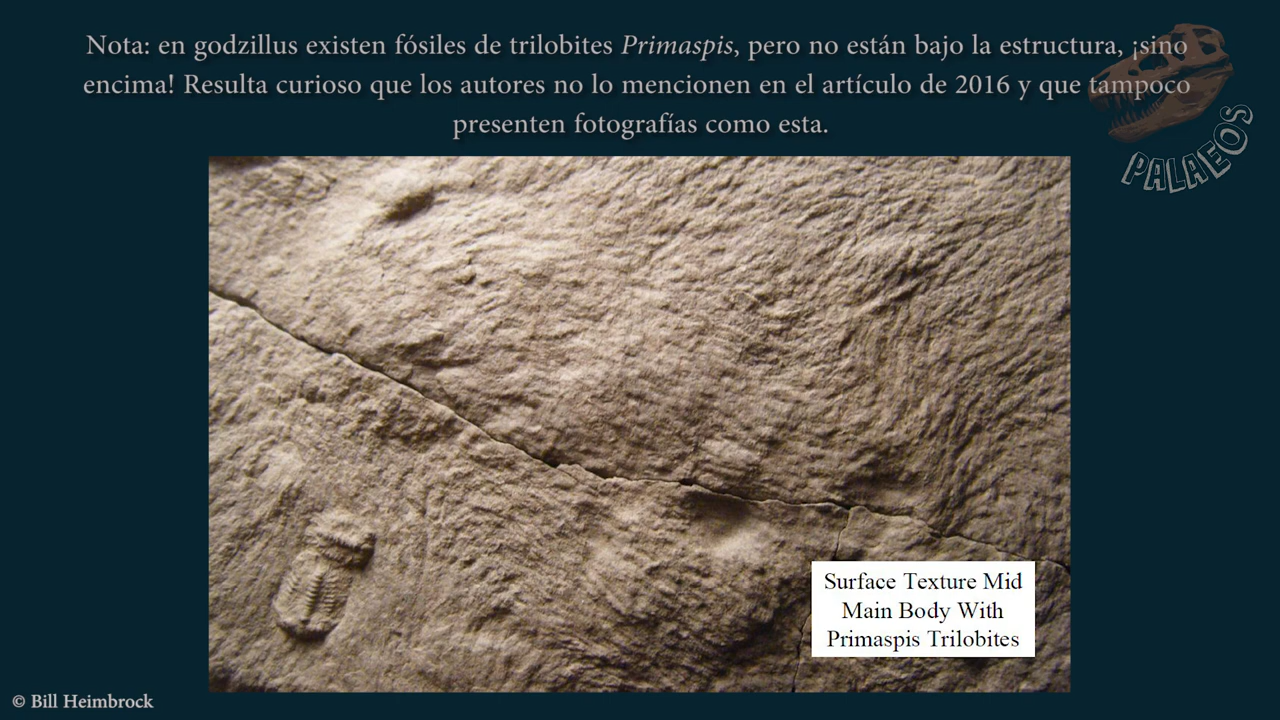 Nota: en godzillus existen fósiles de trilobites Primaspis, pero no están bajo la estructura, ¡sino
encima! Resulta curioso que los autores no lo mencionen en el artículo de 2016 y que tampoco
presenten fotografías como esta.
PALAEOS
Surface Texture Mid
Main Body With
Primaspis Trilobites
© Bill Heimbrock